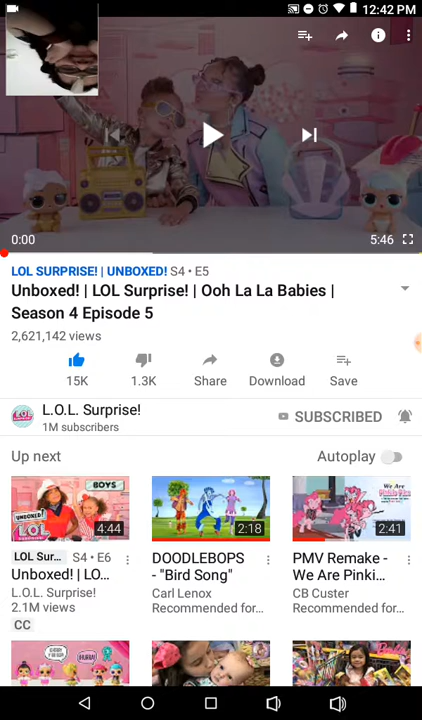 12:42 PM
0:00
5:46
LOL SURPRISE! | UNBOXED! S4 • E5
Unboxed! | LOL Surprise! | Ooh La La Babies |
Season 4 Episode 5
2,621,142 views
15K
1.3K
Share
Download
Save
L.O.L. Surprise!
1M subscribers
SUBSCRIBED
Up next
Autoplay
BOYS
UNBOXED!
LOL
4:44
2:18
We Are
2:41
LOL Sur... S4 • E6
Unboxed! | LO...
L.O.L. Surprise!
2.1M views
CC
DOODLEBOPS
- "Bird Song"
Carl Lenox
Recommended for...
PMV Remake -
We Are Pinki...
CB Custer
Recommended for...